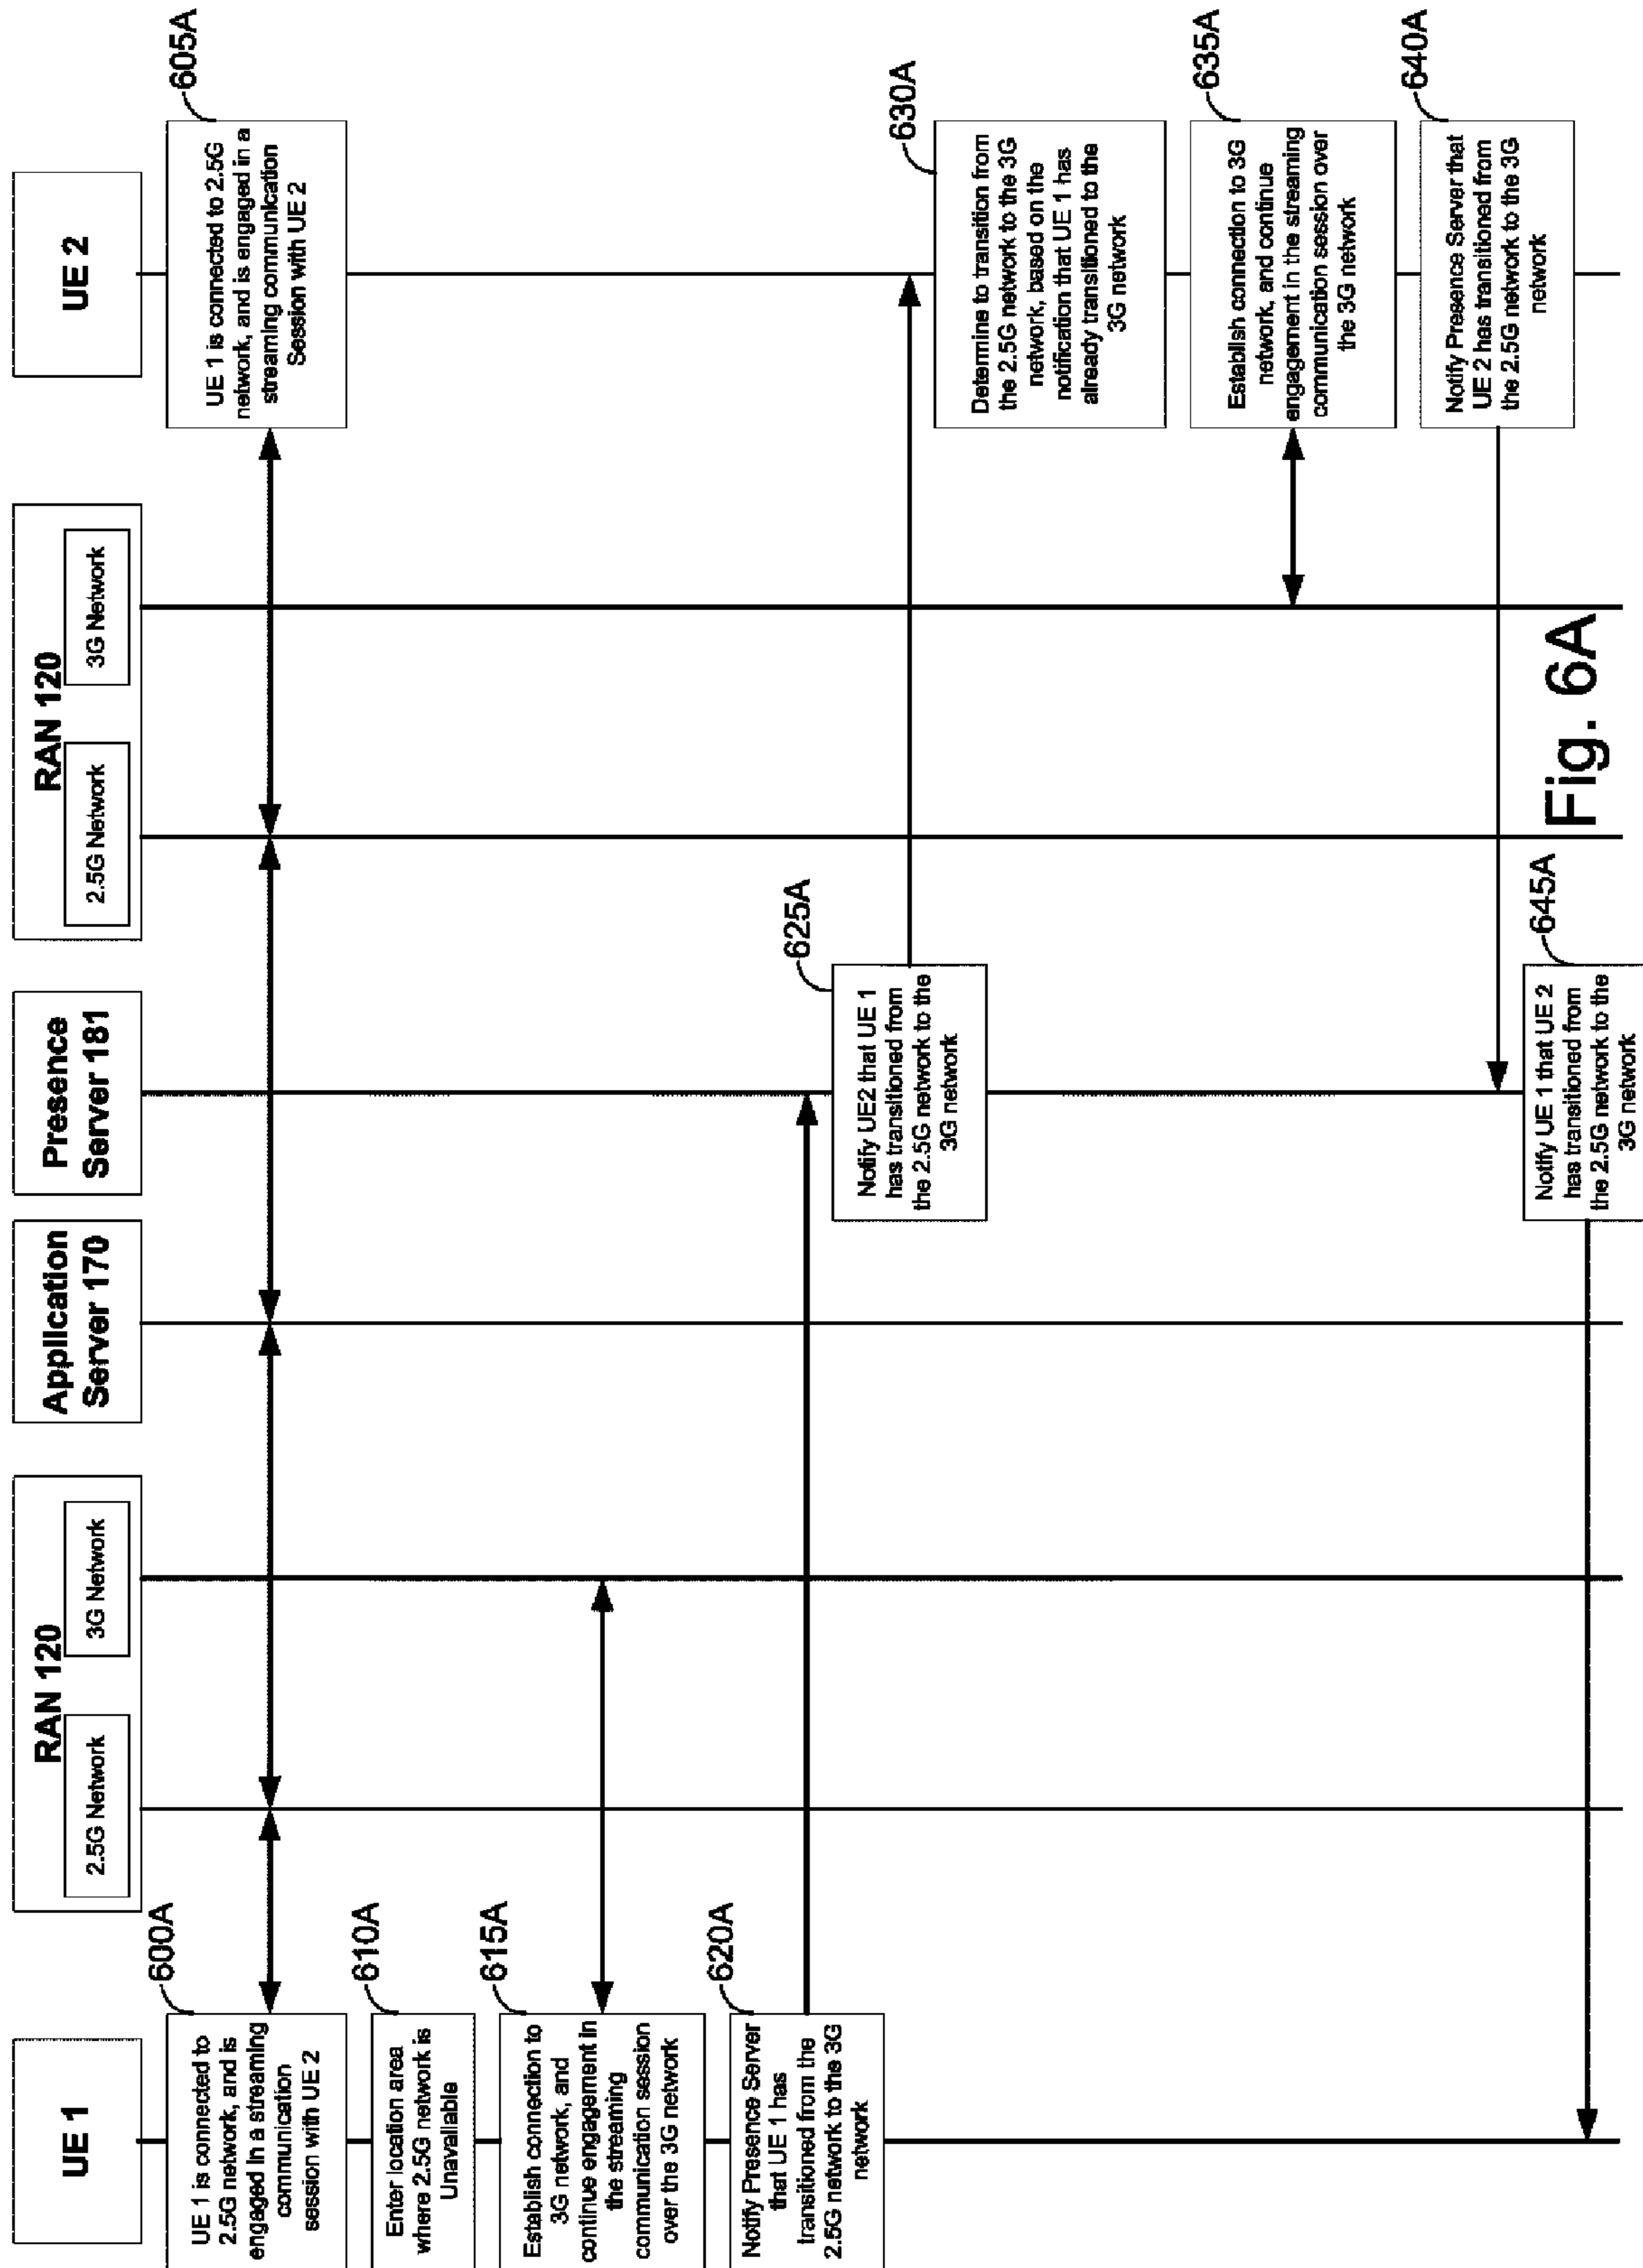 UE 1
RAN 120
2.5G Network
3G Network
Application
Server 170
Presence
Server 181
RAN 120
2.5G Network
3G Network
UE 2
600A
UE 1 is connected to
2.5G network, and is
engaged in a streaming
communication
session with UE 2
605A
UE 1 is connected to 2.5G
network, and is engaged in a
streaming communication
Session with UE 2
610A
Enter location area
where 2.5G network is
Unavailable
615A
Establish connection to
3G network, and
continue engagement in
the streaming
communication session
over the 3G network
620A
Notify Presence Server
that UE 1 has
transitioned from the
2.5G network to the 3G
network
625A
Notify UE2 that UE 1
has transitioned from
the 2.5G network to the
3G network
630A
Determine to transition from
the 2.5G network to the 3G
network, based on the
notification that UE 1 has
already transitioned to the
3G network
635A
Establish connection to 3G
network, and continue
engagement in the streaming
communication session over
the 3G network
640A
Notify Presence Server that
UE 2 has transitioned from
the 2.5G network to the 3G
network
645A
Notify UE 1 that UE 2
has transitioned from
the 2.5G network to the
3G network
Fig. 6A